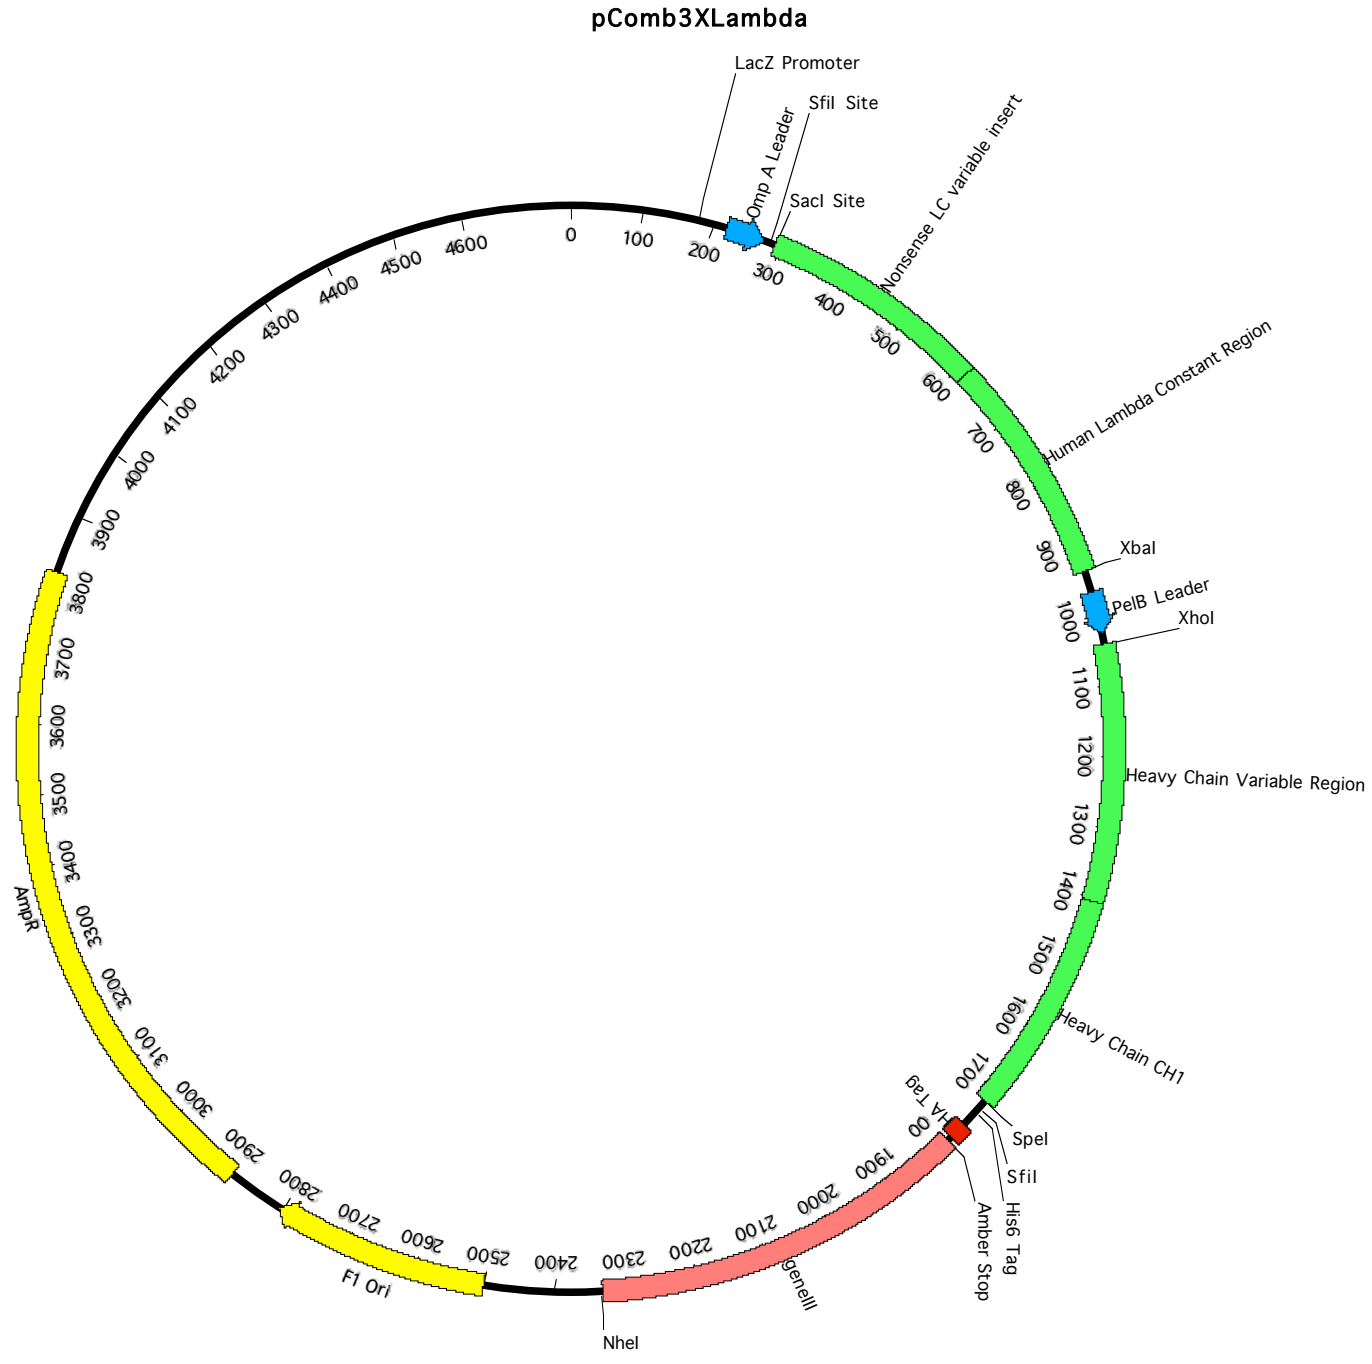 pComb3XLambda
LacZ Promoter
Omp A Leader
SfiI Site
SacI Site
Nonsense LC variable insert
Human Lambda Constant Region
XbaI
PelB Leader
XhoI
Heavy Chain Variable Region
Heavy Chain CH1
SpeI
SfiI
His6 Tag
HA Tag
Amber Stop
geneIII
NheI
F1 Ori
AmpR
0
100
200
300
400
500
600
700
800
900
1000
1100
1200
1300
1400
1500
1600
1700
00
1900
2000
2100
2200
2300
2400
2500
2600
2700
2800
2900
3000
3100
3200
3300
3400
3500
3600
3700
3800
3900
4000
4100
4200
4300
4400
4500
4600